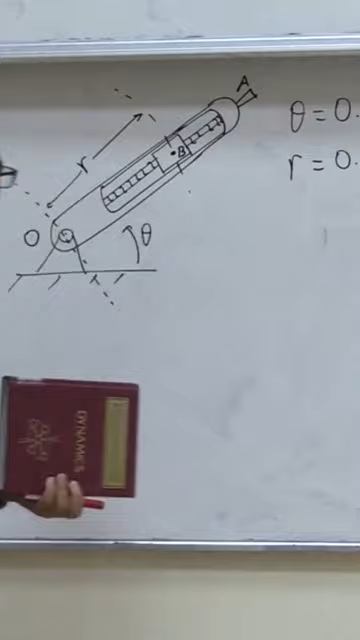 A
θ = 0.
r
B
r = 0.
O
θ
DYNAMICS